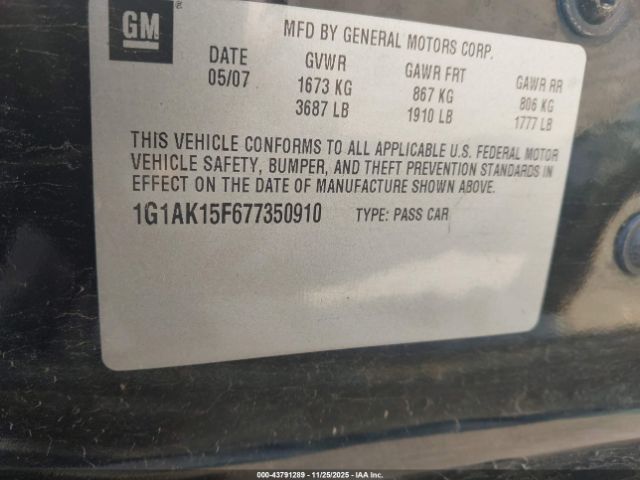 GM
MFD BY GENERAL MOTORS CORP.
DATE GVWR GAWR FRT GAWR RR
05/07 1673 KG 867 KG 806 KG
3687 LB 1910 LB 1777 LB
THIS VEHICLE CONFORMS TO ALL APPLICABLE U.S. FEDERAL MOTOR
VEHICLE SAFETY, BUMPER, AND THEFT PREVENTION STANDARDS IN
EFFECT ON THE DATE OF MANUFACTURE SHOWN ABOVE.
1G1AK15F677350910 TYPE: PASS CAR
000-43791289 - 11/25/2025 - IAA Inc.